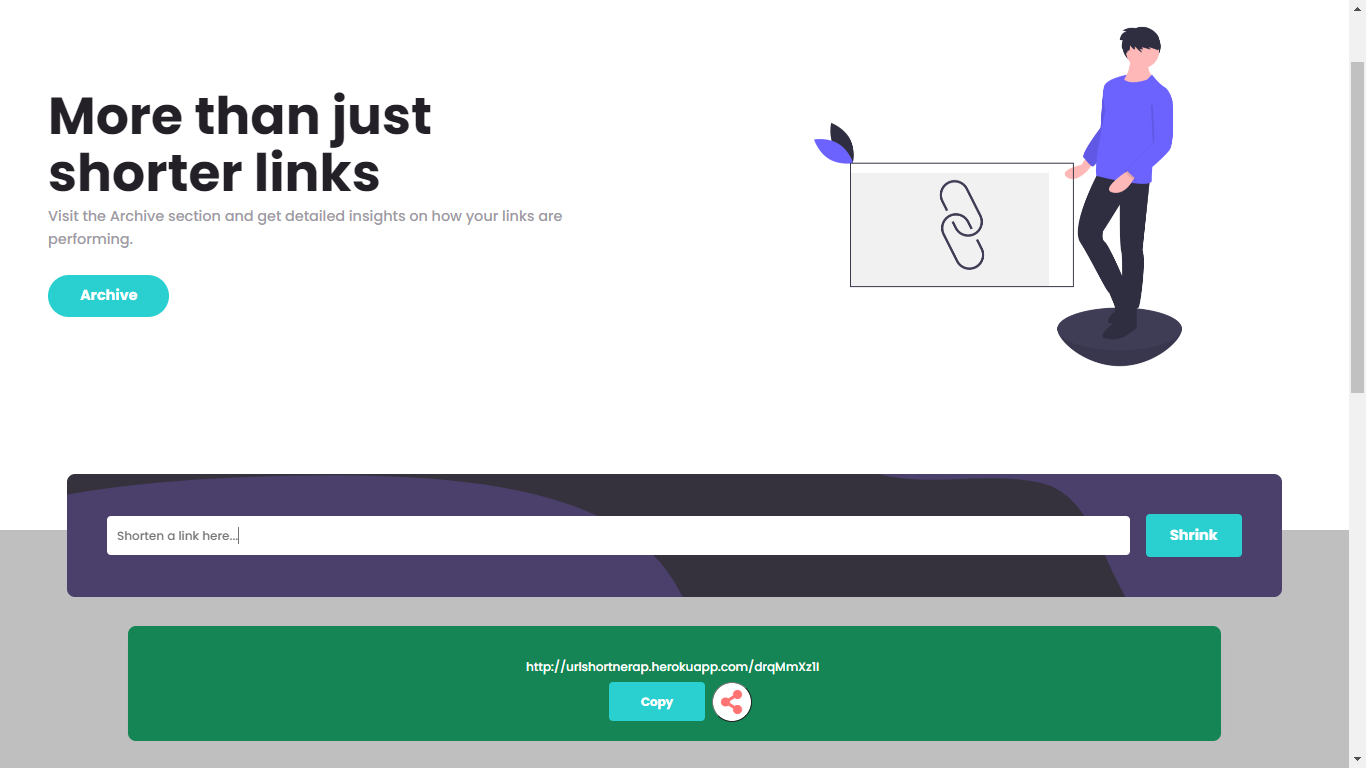 More than just
shorter links
Visit the Archive section and get detailed insights on how your links are
performing.
Archive
Shorten a link here...
Shrink
http://urlshortnerap.herokuapp.com/drqMmXz1l
Copy